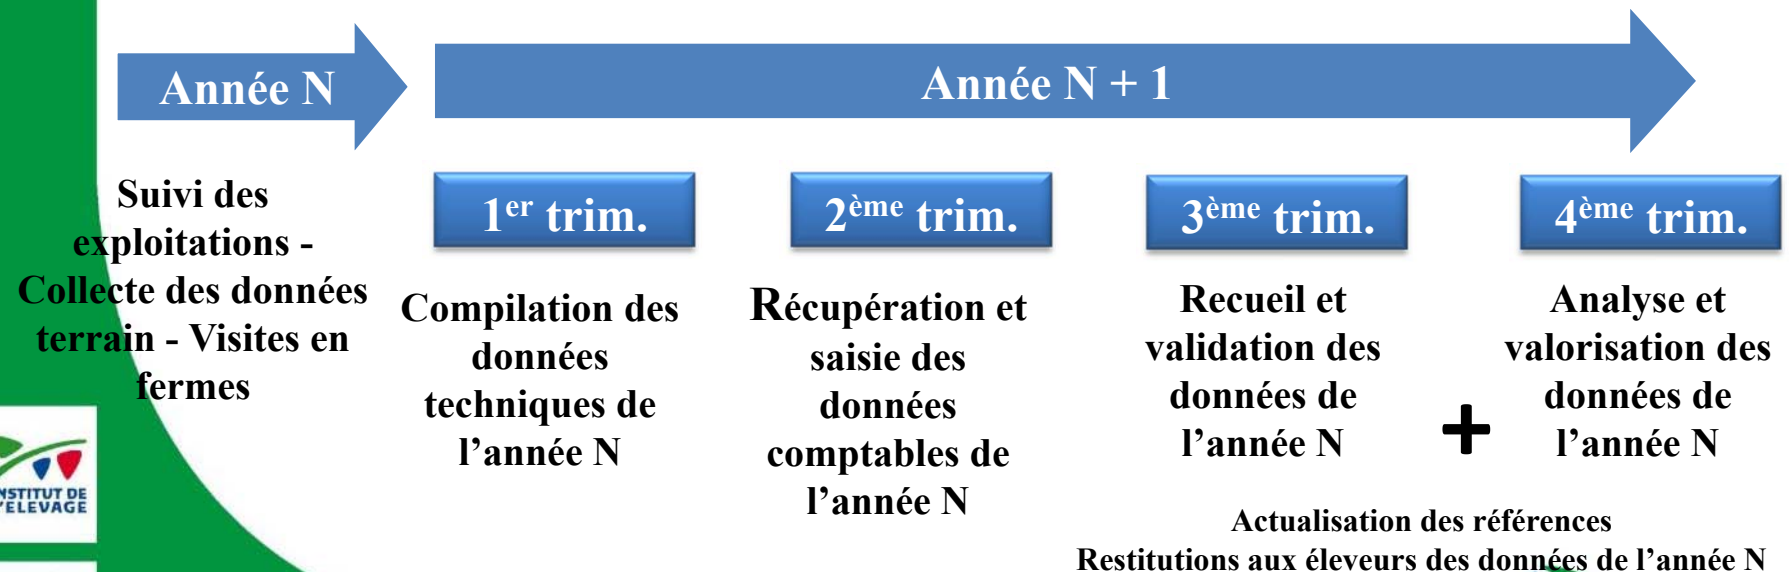 Année N
Année N + 1
Suivi des
exploitations -
Collecte des données
terrain - Visites en
fermes
1er trim.
Compilation des
données
techniques de
l’année N
2ème trim.
Récupération et
saisie des
données
comptables de
l’année N
3ème trim.
Recueil et
validation des
données de
l’année N
+
4ème trim.
Analyse et
valorisation des
données de
l’année N
Actualisation des références
Restitutions aux éleveurs des données de l’année N
NSTITUT DE
'ELEVAGE